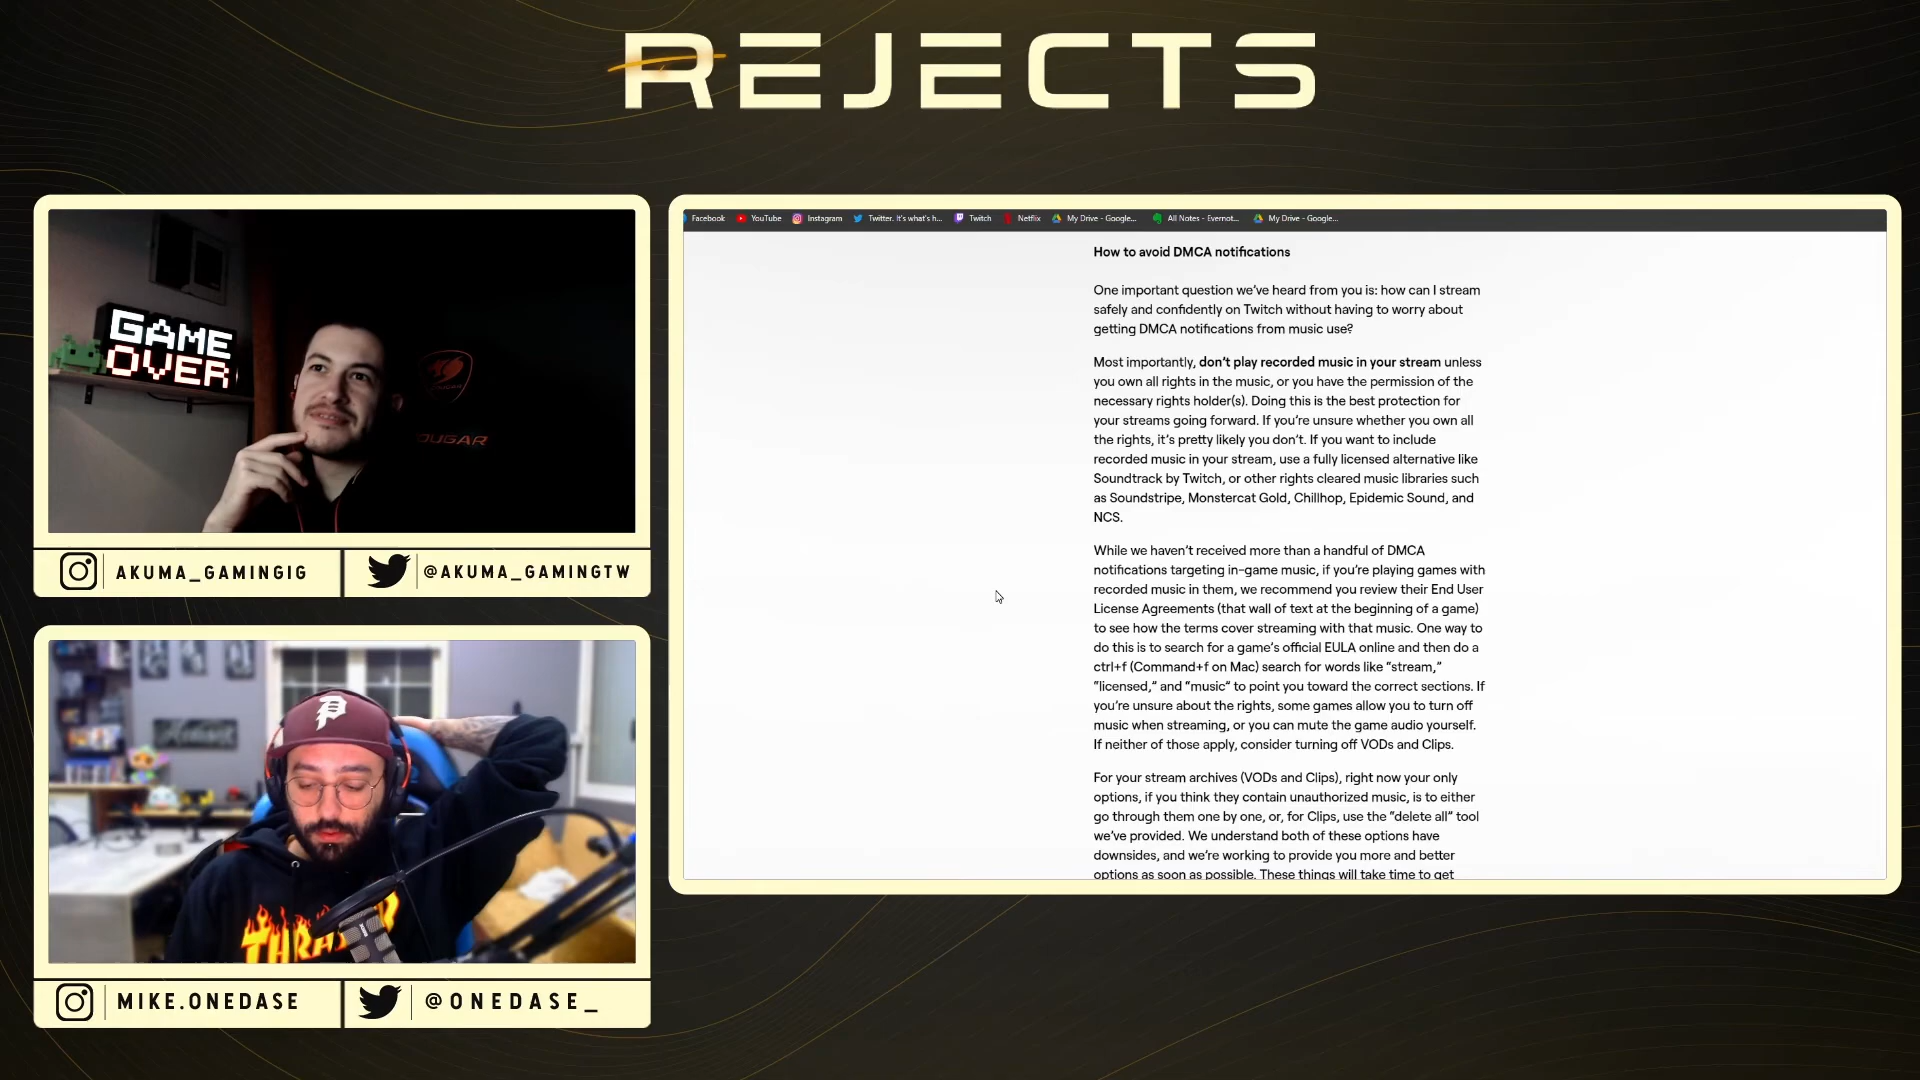 REJECTS
GAME
OVER
COUGAR
OUGAR
AKUMA_GAMINGIG
@AKUMA_GAMINGTW
THRA
MIKE.ONEDASE
@ONEDASE_
Facebook
YouTube
Instagram
Twitter. It's what's h...
Twitch
Netflix
My Drive - Google...
All Notes - Evernot...
My Drive - Google...
How to avoid DMCA notifications
One important question we've heard from you is: how can I stream
safely and confidently on Twitch without having to worry about
getting DMCA notifications from music use?
Most importantly, don't play recorded music in your stream unless
you own all rights in the music, or you have the permission of the
necessary rights holder(s). Doing this is the best protection for
your streams going forward. If you're unsure whether you own all
the rights, it's pretty likely you don't. If you want to include
recorded music in your stream, use a fully licensed alternative like
Soundtrack by Twitch, or other rights cleared music libraries such
as Soundstripe, Monstercat Gold, Chillhop, Epidemic Sound, and
NCS.
While we haven't received more than a handful of DMCA
notifications targeting in-game music, if you're playing games with
recorded music in them, we recommend you review their End User
License Agreements (that wall of text at the beginning of a game)
to see how the terms cover streaming with that music. One way to
do this is to search for a game's official EULA online and then do a
ctrl+f (Command+f on Mac) search for words like “stream,”
“licensed,” and “music” to point you toward the correct sections. If
you're unsure about the rights, some games allow you to turn off
music when streaming, or you can mute the game audio yourself.
If neither of those apply, consider turning off VODs and Clips.
For your stream archives (VODs and Clips), right now your only
options, if you think they contain unauthorized music, is to either
go through them one by one, or, for Clips, use the “delete all” tool
we've provided. We understand both of these options have
downsides, and we're working to provide you more and better
options as soon as possible. These things will take time to get